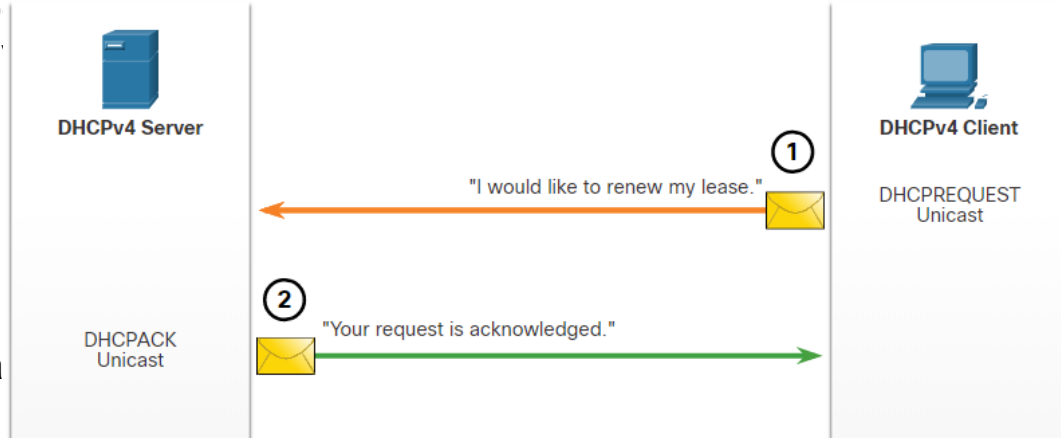 DHCPv4 Server
DHCPv4 Client
1
"I would like to renew my lease."
DHCPREQUEST
Unicast
2
"Your request is acknowledged."
DHCPACK
Unicast